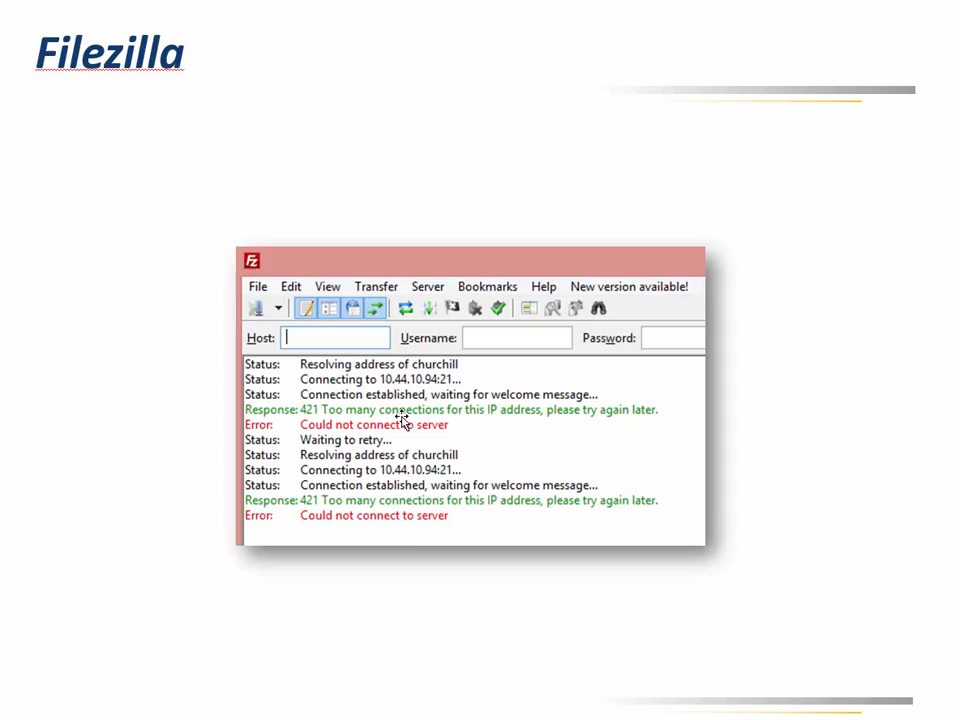 Filezilla
Fz
File Edit View Transfer Server Bookmarks Help New version available!
Host: Username: Password:
Status: Resolving address of churchill
Status: Connecting to 10.44.10.94:21...
Status: Connection established, waiting for welcome message...
Response: 421 Too many connections for this IP address, please try again later.
Error: Could not connect to server
Status: Waiting to retry...
Status: Resolving address of churchill
Status: Connecting to 10.44.10.94:21...
Status: Connection established, waiting for welcome message...
Response: 421 Too many connections for this IP address, please try again later.
Error: Could not connect to server